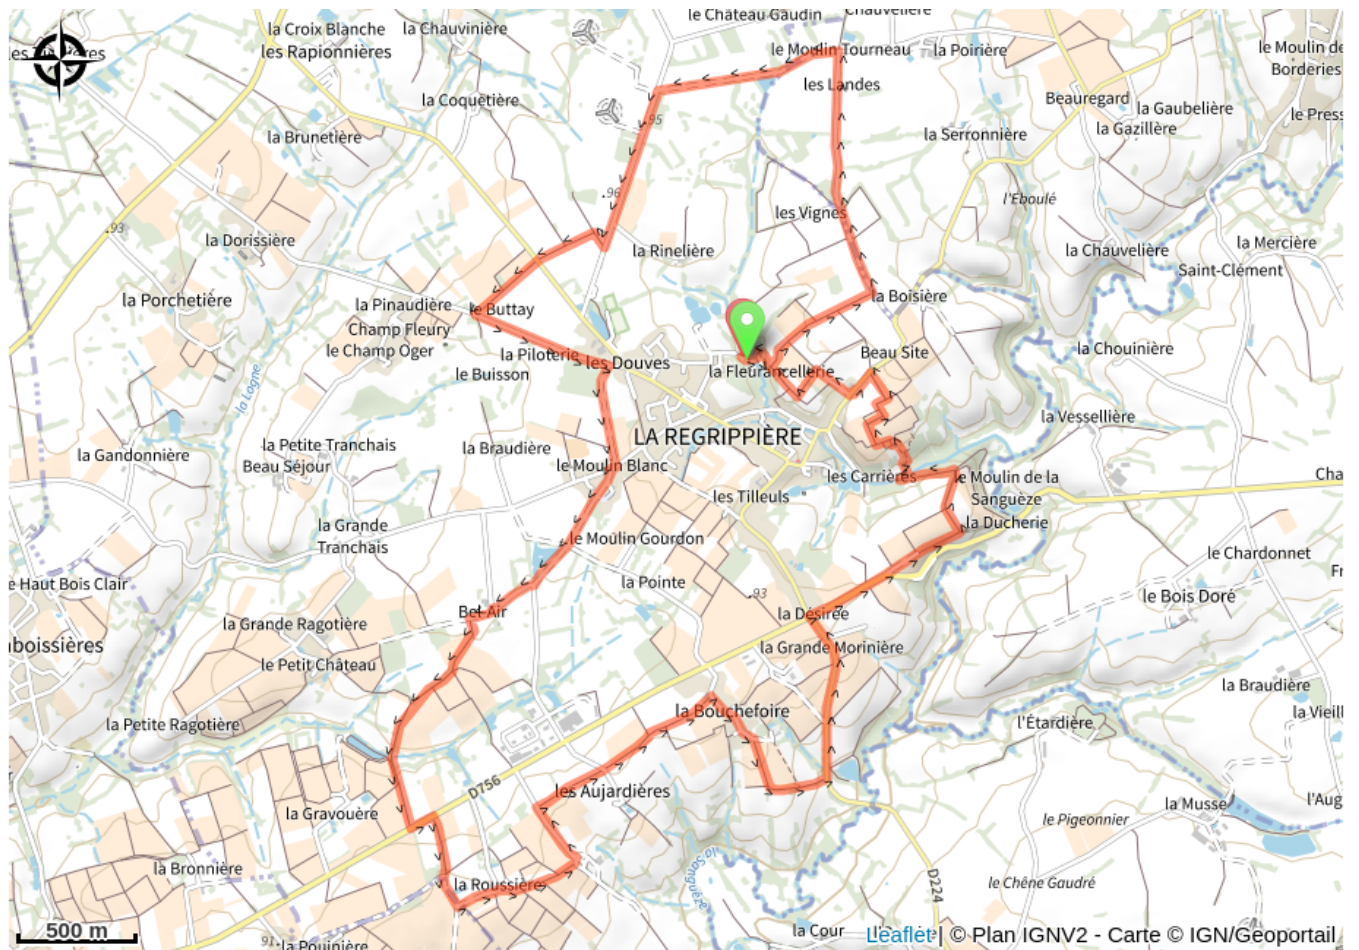 le Château Gaudin
la Croix Blanche
la Chauvinière
les Rapionnières
le Moulin Tourneau
la Poirière
le Moulin de
Borderies
les Landes
la Coquetière
Beauregard
la Gaubelière
la Gazillère
le Press
la Brunetière
95
la Serronnière
.96
l'Éboulé
les Vignes
.93
la Dorissière
la Rinelière
la Chauvelière
la Mercière
Saint-Clément
la Porchetière
la Pinaudière
le Buttay
la Boisière
Champ Fleury
le Champ Oger
la Piloterie
les Douves
Beau Site
la Chouinière
le Buisson
la Fleurancellerie
la Logne
la Vessellière
LA REGRIPPIÈRE
la Petite Tranchais
la Braudière
la Gandonnière
Beau Séjour
le Moulin Blanc
les Carrières
le Moulin de la
Sanguèze
Cha
les Tilleuls
la Ducherie
la Grande
Tranchais
le Moulin Gourdon
le Chardonnet
e Haut Bois Clair
la Pointe
.93
le Bois Doré
Bel-Air
la Désirée
la Grande Ragotière
la Grande Morinière
boissières
le Petit Château
la Braudière
la Petite Ragotière
la Bouchefoire
l'Étardière
la Vieill
D756
les Aujardières
la Gravouère
la Musse
l'Aug
le Pigeonnier
la Bronnière
la Sanguèze
la Roussière
D224
le Chêne Gaudré
500 m
91
la Pouinière
la Cour
Leaflet | © Plan IGNV2 - Carte © IGN/Geoportail